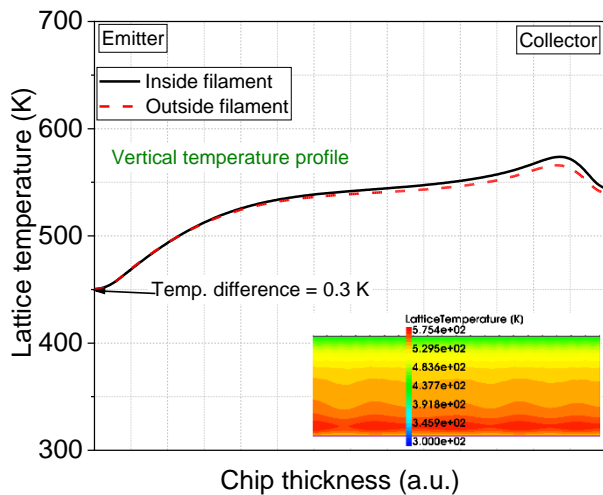 700
Emitter
Collector
Inside filament
Outside filament
600
Vertical temperature profile
500
Temp. difference = 0.3 K
400
300
Lattice temperature (K)
LatticeTemperature (K)
5.754e+02
5.295e+02
4.836e+02
4.377e+02
3.918e+02
3.459e+02
3.000e+02
Chip thickness (a.u.)